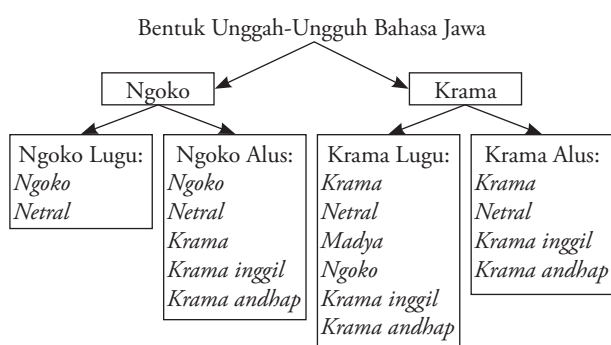 Bentuk Unggah-Ungguh Bahasa Jawa
Ngoko
Krama
Ngoko Lugu:
Ngoko
Netral
Ngoko Alus:
Ngoko
Netral
Krama
Krama inggil
Krama andhap
Krama Lugu:
Krama
Netral
Madya
Ngoko
Krama inggil
Krama andhap
Krama Alus:
Krama
Netral
Krama inggil
Krama andhap